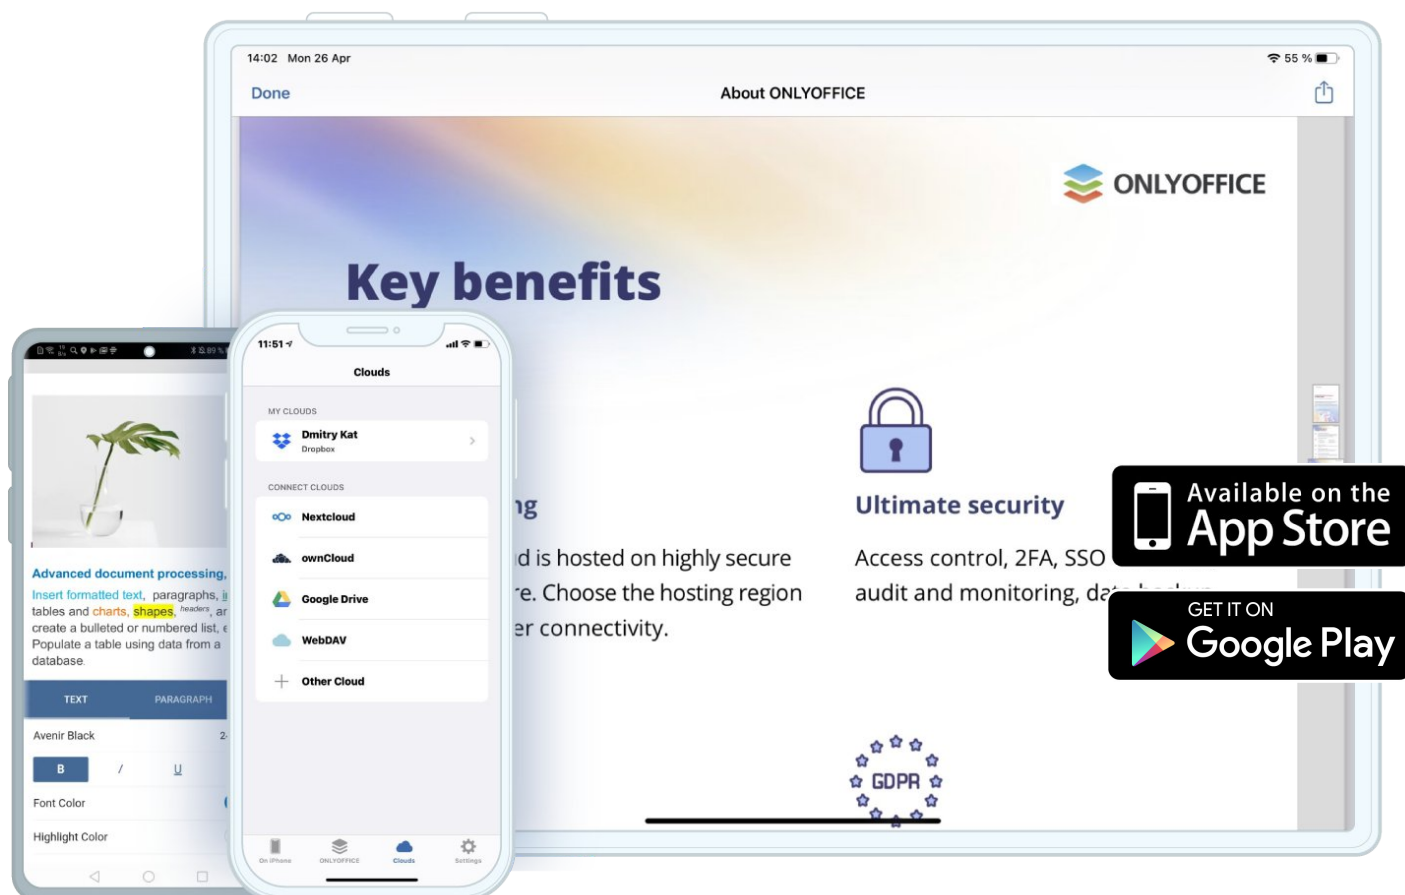 14:02 Mon 26 Apr
55 %
Done
About ONLYOFFICE
ONLYOFFICE
Key benefits
Ultimate security
is hosted on highly secure
Choose the hosting region
connectivity.
Access control, 2FA, SSO
audit and monitoring,
GDPR
Available on the
App Store
GET IT ON
Google Play
11:51
Clouds
MY CLOUDS
Dmitry Kat
Dropbox
CONNECT CLOUDS
Nextcloud
ownCloud
Google Drive
WebDAV
Other Cloud
On iPhone
ONLYOFFICE
Clouds
Settings
Advanced document processing,
Insert formatted text, paragraphs,
tables and charts, shapes, headers,
create a bulleted or numbered list,
Populate a table using data from a
database.
TEXT
PARAGRAPH
Avenir Black
B
I
U
Font Color
Highlight Color